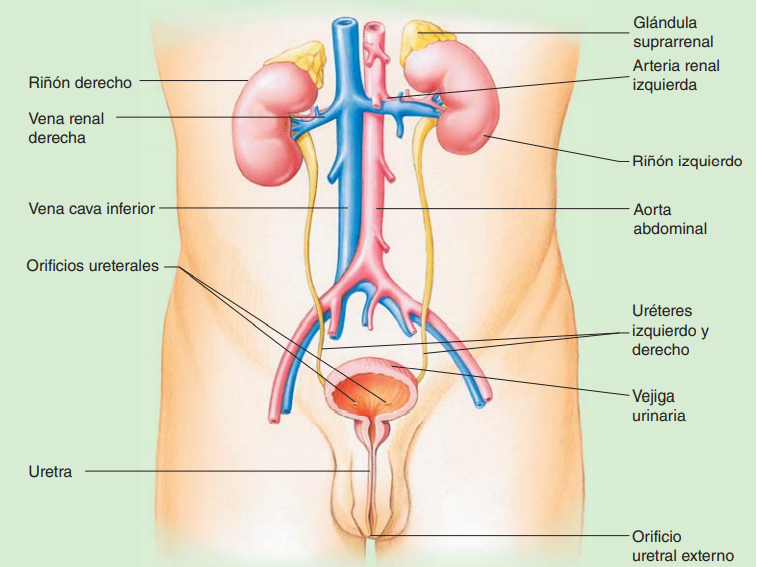 Glándula
suprarrenal
Arteria renal
izquierda
Riñón derecho
Vena renal
derecha
Riñón izquierdo
Vena cava inferior
Aorta
abdominal
Orificios ureterales
Uréteres
izquierdo y
derecho
Vejiga
urinaria
Uretra
Orificio
uretral externo